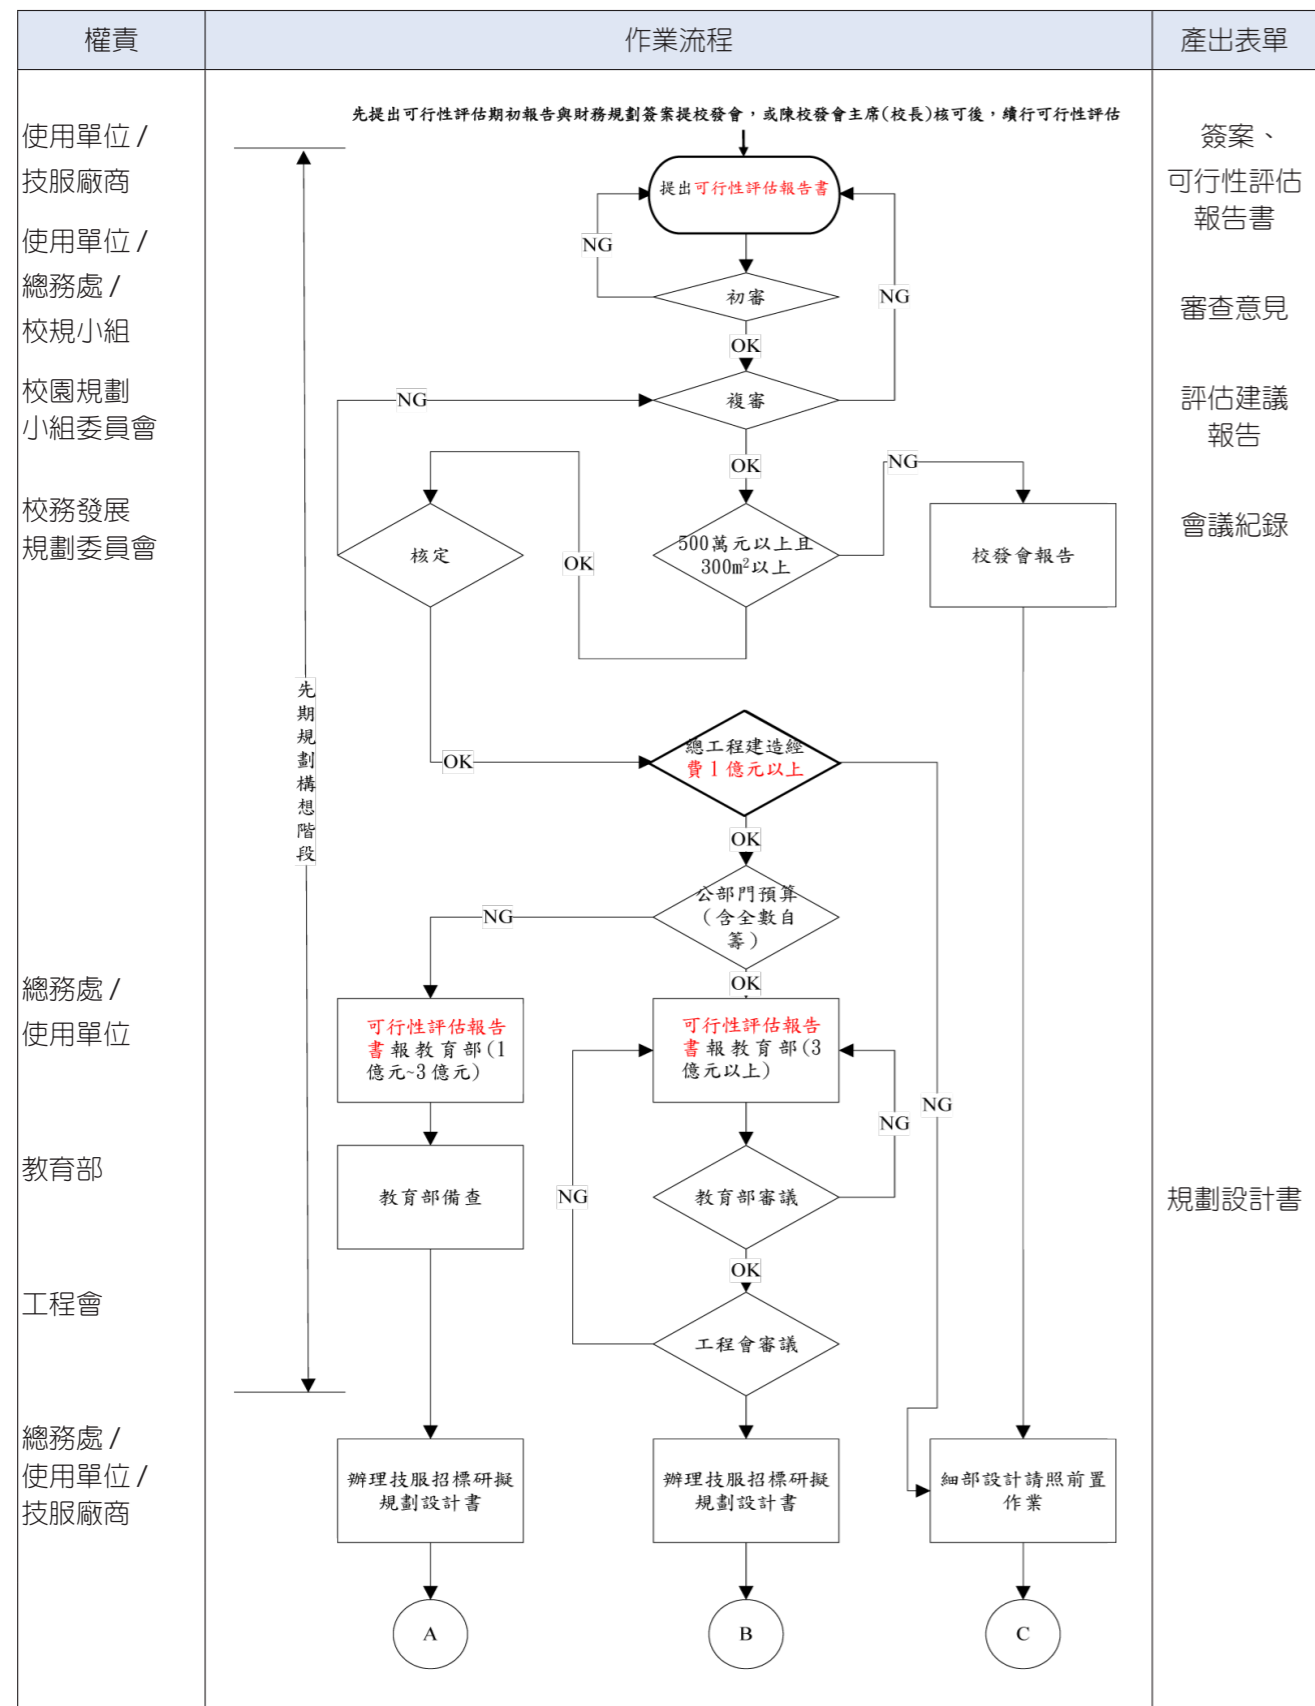 權責
作業流程
產出表單
先提出可行性評估期初報告與財務規劃簽案提校發會，或陳校發會主席(校長)核可後，續行可行性評估
使用單位 /
技服廠商
使用單位 /
總務處 /
校規小組
校園規劃
小組委員會
校務發展
規劃委員會
總務處 /
使用單位
教育部
工程會
總務處 /
使用單位 /
技服廠商
先期規劃構想階段
提出可行性評估報告書
NG
初審
NG
OK
NG
複審
OK
NG
核定
OK
500萬元以上且
300m²以上
校發會報告
OK
總工程建造經
費 1 億元以上
OK
公部門預算
（含全數自
籌）
NG
OK
可行性評估報告
書報教育部(1
億元~3 億元)
可行性評估報告
書報教育部(3
億元以上)
NG
NG
教育部備查
NG
教育部審議
OK
工程會審議
辦理技服招標研擬
規劃設計書
辦理技服招標研擬
規劃設計書
細部設計請照前置
作業
A
B
C
簽案、
可行性評估
報告書
審查意見
評估建議
報告
會議紀錄
規劃設計書